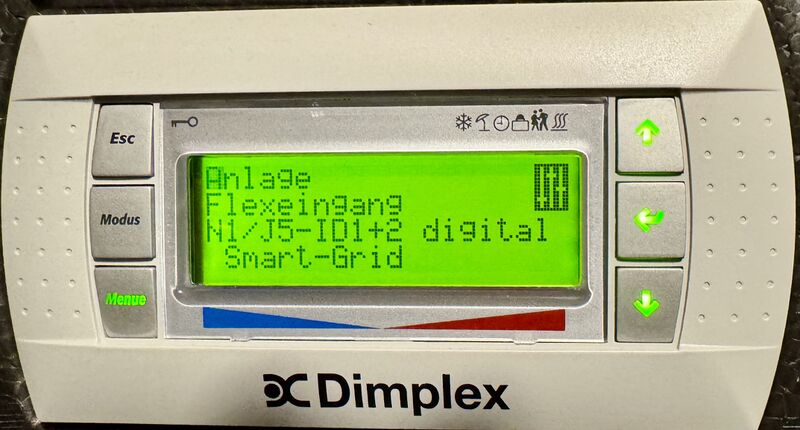 Esc
Modus
Menue
Anlage
Flexeingang
N1/J5-ID1+2 digital
Smart-Grid
Dimplex